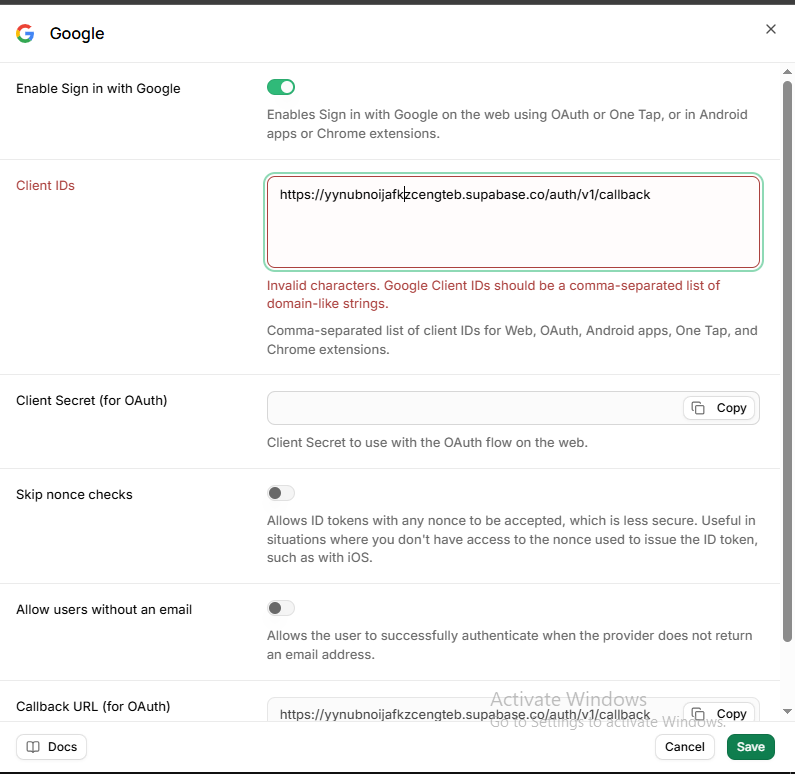 Google
Enable Sign in with Google
Enables Sign in with Google on the web using OAuth or One Tap, or in Android
apps or Chrome extensions.
Client IDs
https://yynubnoijafkzcengteb.supabase.co/auth/v1/callback
Invalid characters. Google Client IDs should be a comma-separated list of
domain-like strings.
Comma-separated list of client IDs for Web, OAuth, Android apps, One Tap, and
Chrome extensions.
Client Secret (for OAuth)
Copy
Client Secret to use with the OAuth flow on the web.
Skip nonce checks
Allows ID tokens with any nonce to be accepted, which is less secure. Useful in
situations where you don't have access to the nonce used to issue the ID token,
such as with iOS.
Allow users without an email
Allows the user to successfully authenticate when the provider does not return
an email address.
Callback URL (for OAuth)
https://yynubnoijafkzcengteb.supabase.co/auth/v1/callback
Copy
Activate Windows
Go to Settings to activate Windows.
Docs
Cancel
Save